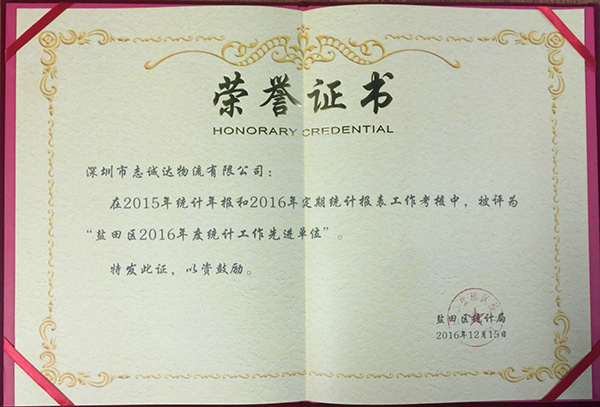 荣誉证书
HONORARY CREDENTIAL
深圳市志诚达物流有限公司：
在2015年统计年报和2016年定期统计报表工作考核中，被评为
“盐田区2016年度统计工作先进单位”。
特发此证，以资鼓励。
盐田区统计局
2016年12月15日